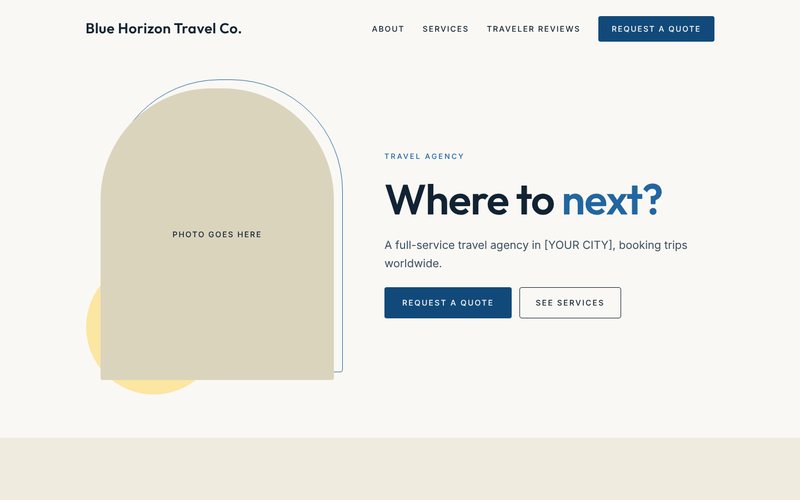 Blue Horizon Travel Co.
ABOUT
SERVICES
TRAVELER REVIEWS
REQUEST A QUOTE
PHOTO GOES HERE
TRAVEL AGENCY
Where to next?
A full-service travel agency in [YOUR CITY], booking trips
worldwide.
REQUEST A QUOTE
SEE SERVICES